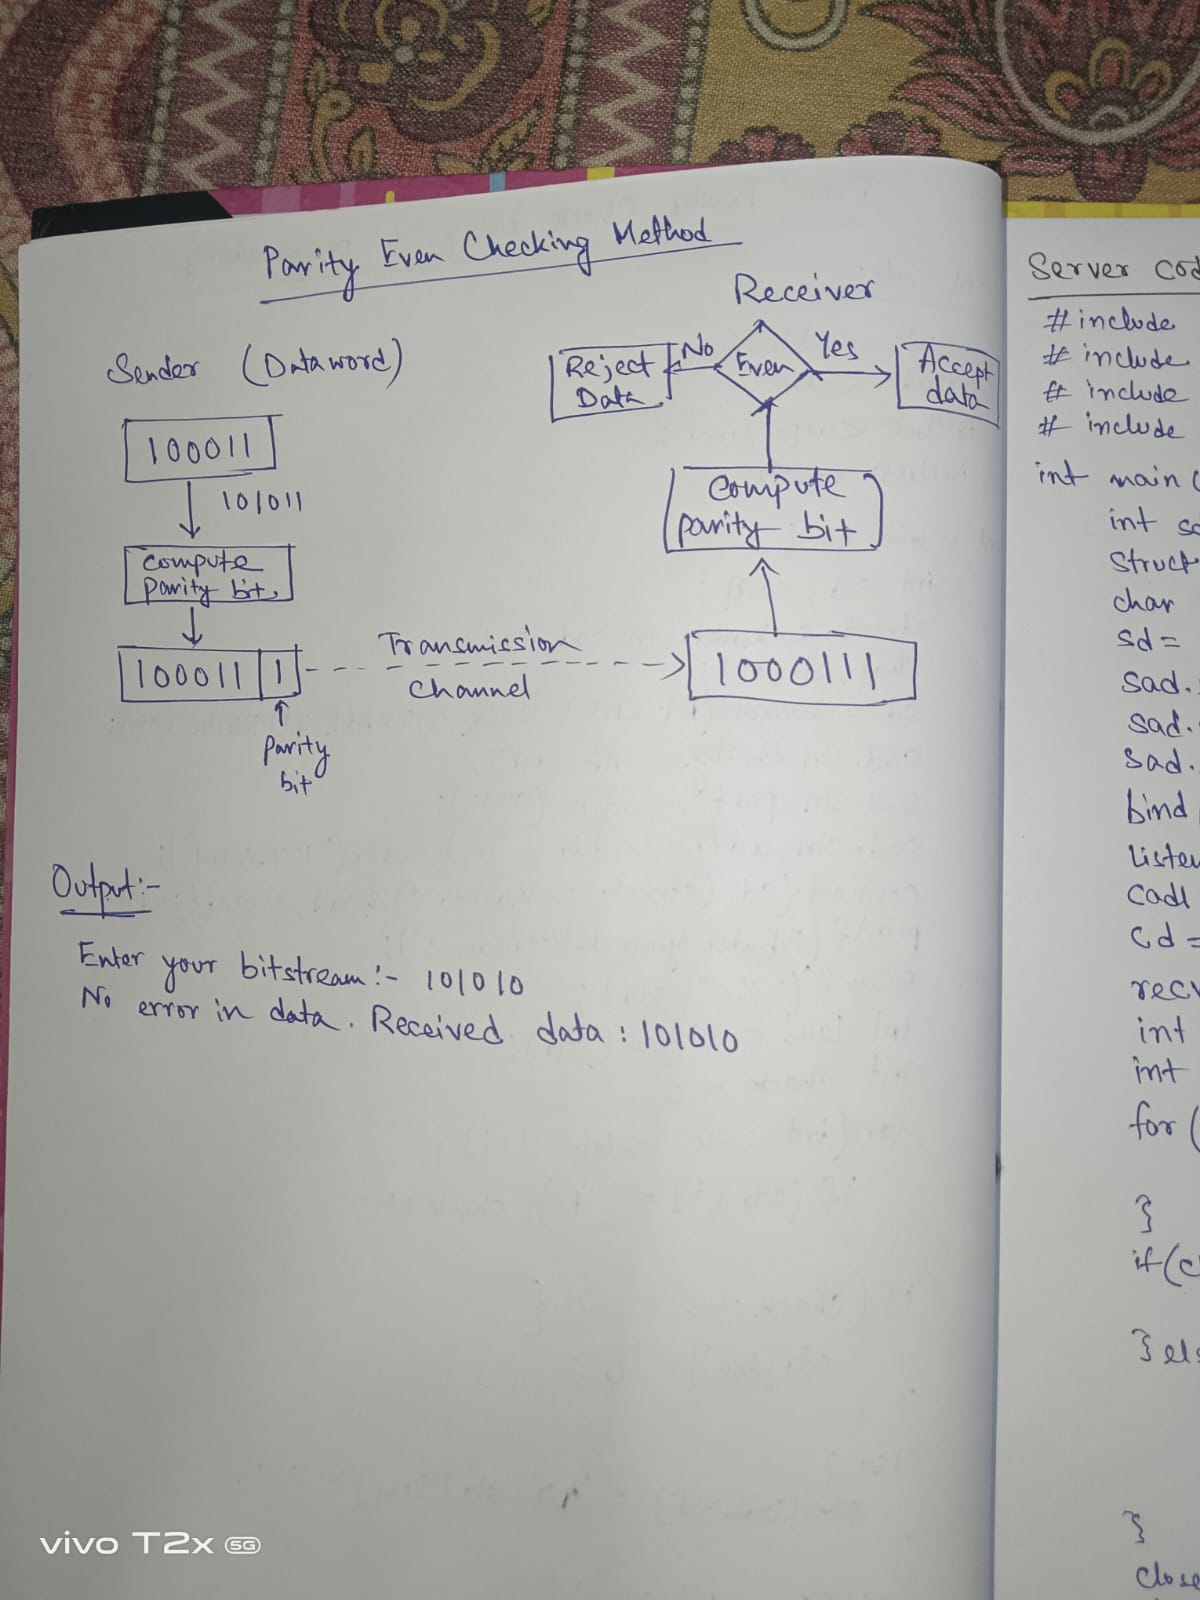 Parity Even Checking Method
Sender (Dataword)
100011
101011
compute
parity bit.
100011 1
parity
bit
Transmission
channel
1000111
compute
parity bit
Receiver
Even
No
Yes
Reject
Data
Accept
data
Output:-
Enter your bitstream:- 101010
No error in data. Received data : 101010
Server cod
# include
# include
# include
# include
int main (
int so
struct
char
sd =
sad.
sad.
sad.
bind
listen
cadl
cd =
recv
int
int
for (
}
if (c
} els
}
close
vivo T2x 5G